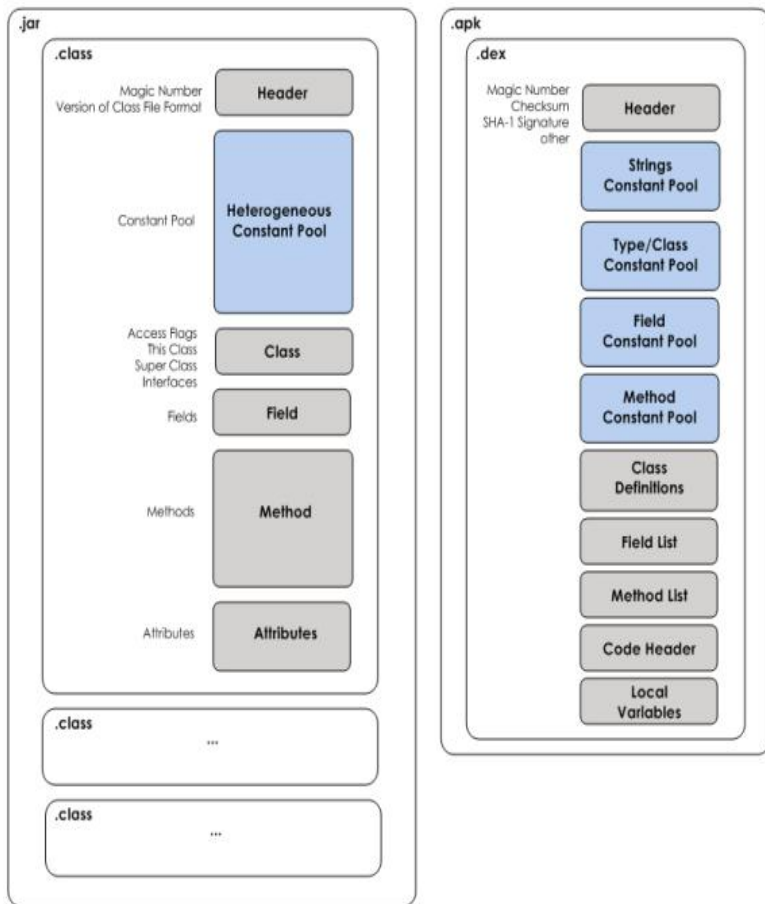 .jar
.class
Magic Number
Version of Class File Format
Header
Constant Pool
Heterogeneous
Constant Pool
Access Flags
This Class
Super Class
Interfaces
Class
Fields
Field
Methods
Method
Attributes
Attributes
.class
...
.class
...
.apk
.dex
Magic Number
Checksum
SHA-1 Signature
other
Header
Strings
Constant Pool
Type/Class
Constant Pool
Field
Constant Pool
Method
Constant Pool
Class
Definitions
Field List
Method List
Code Header
Local
Variables